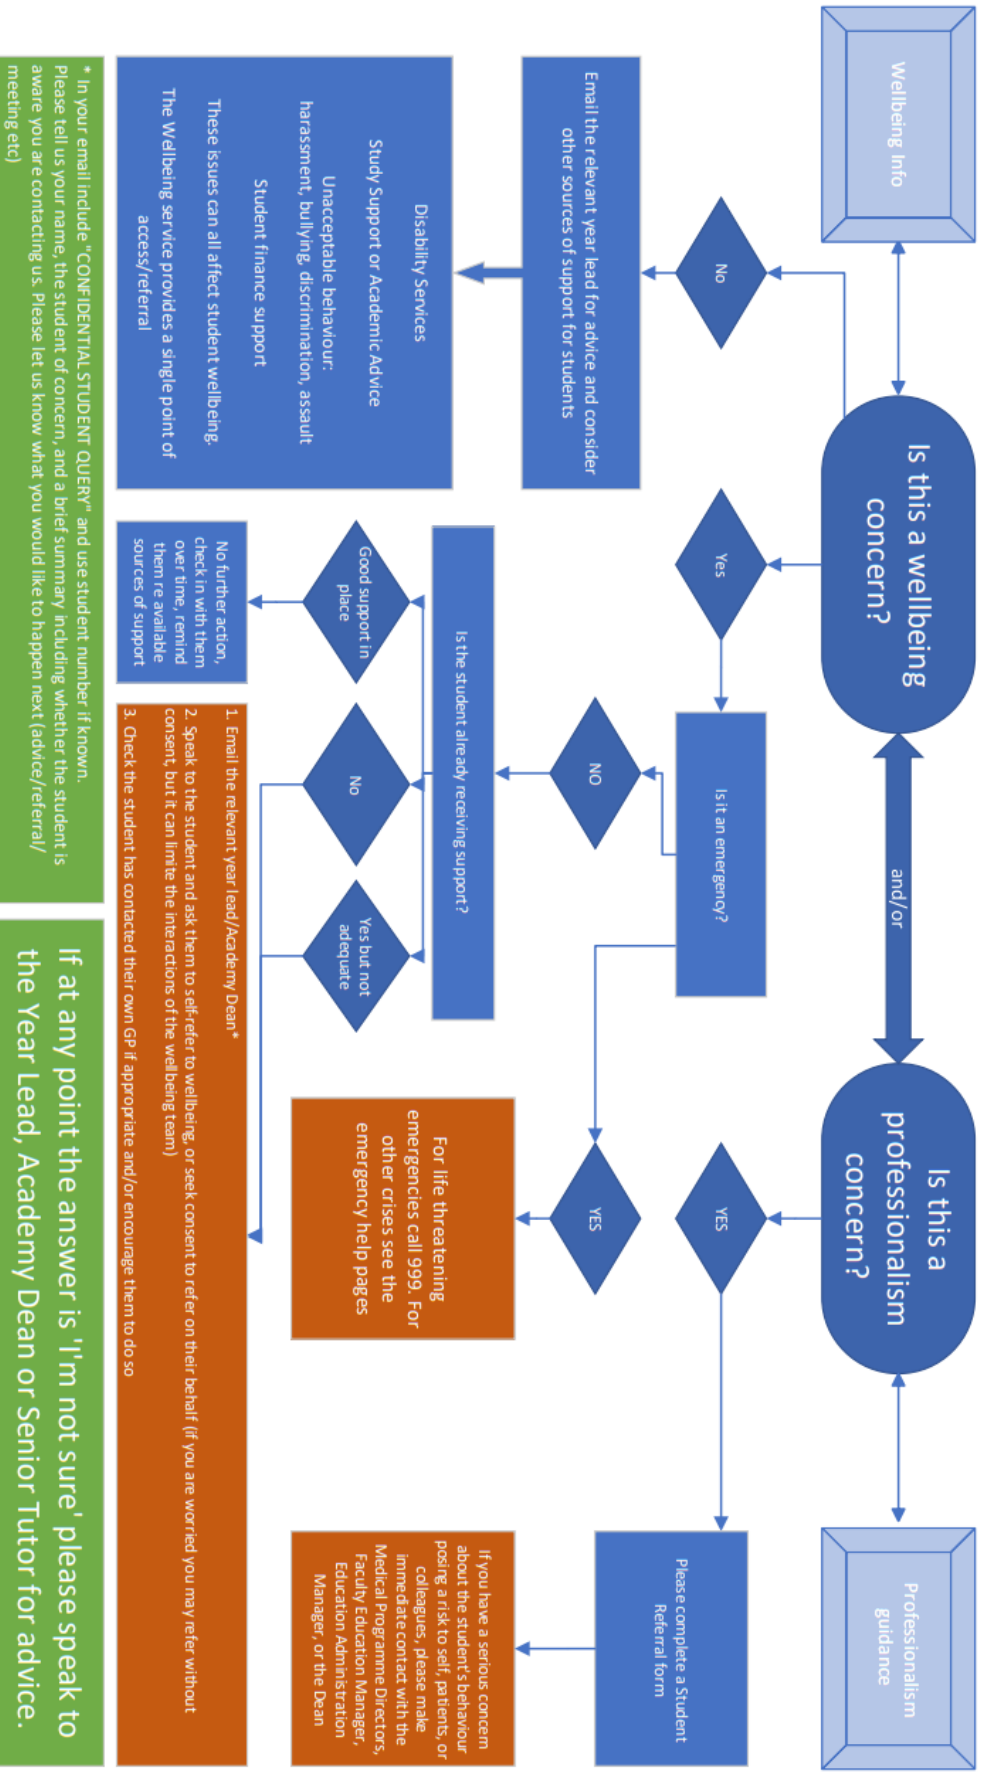 Wellbeing Info
Is this a wellbeing
concern?
and/or
Is this a
professionalism
concern?
Professionalism
guidance
No
Yes
YES
Email the relevant year lead for advice and consider
other sources of support for students
Is it an emergency?
NO
YES
Please complete a Student
Referral form
Disability Services
Study Support or Academic Advice
Unacceptable behaviour:
harassment, bullying, discrimination, assault
Student finance support
These issues can all affect student wellbeing.
The Wellbeing service provides a single point of
access/referral
Is the student already receiving support?
Good support in
place
No
Yes but not
adequate
For life threatening
emergencies call 999. For
other crises see the
emergency help pages
If you have a serious concern
about the student's behaviour
posing a risk to self, patients, or
colleagues, please make
immediate contact with the
Medical Programme Directors,
Faculty Education Manager,
Education Administration
Manager, or the Dean
No further action,
check in with them
over time, remind
them re available
sources of support
1. Email the relevant year lead/Academy Dean*
2. Speak to the student and ask them to self-refer to wellbeing, or seek consent to refer on their behalf (if you are worried you may refer without
consent, but it can limite the interactions of the wellbeing team)
3. Check the student has contacted their own GP if appropriate and/or encourage them to do so
* In your email include "CONFIDENTIAL STUDENT QUERY" and use student number if known.
Please tell us your name, the student of concern, and a brief summary including whether the student is
aware you are contacting us. Please let us know what you would like to happen next (advice/referral/
meeting etc)
If at any point the answer is 'I'm not sure' please speak to
the Year Lead, Academy Dean or Senior Tutor for advice.